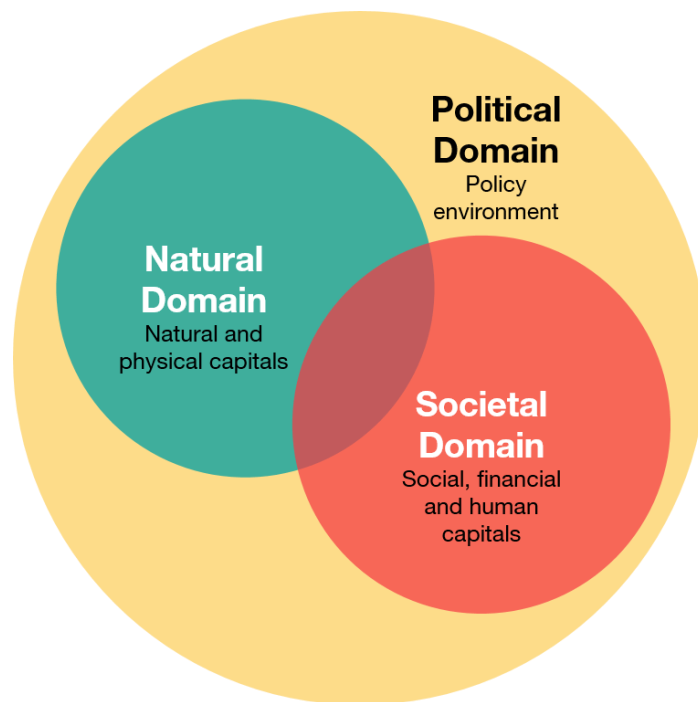 Political
Domain
Policy
environment
Natural
Domain
Natural and
physical capitals
Societal
Domain
Social, financial
and human
capitals